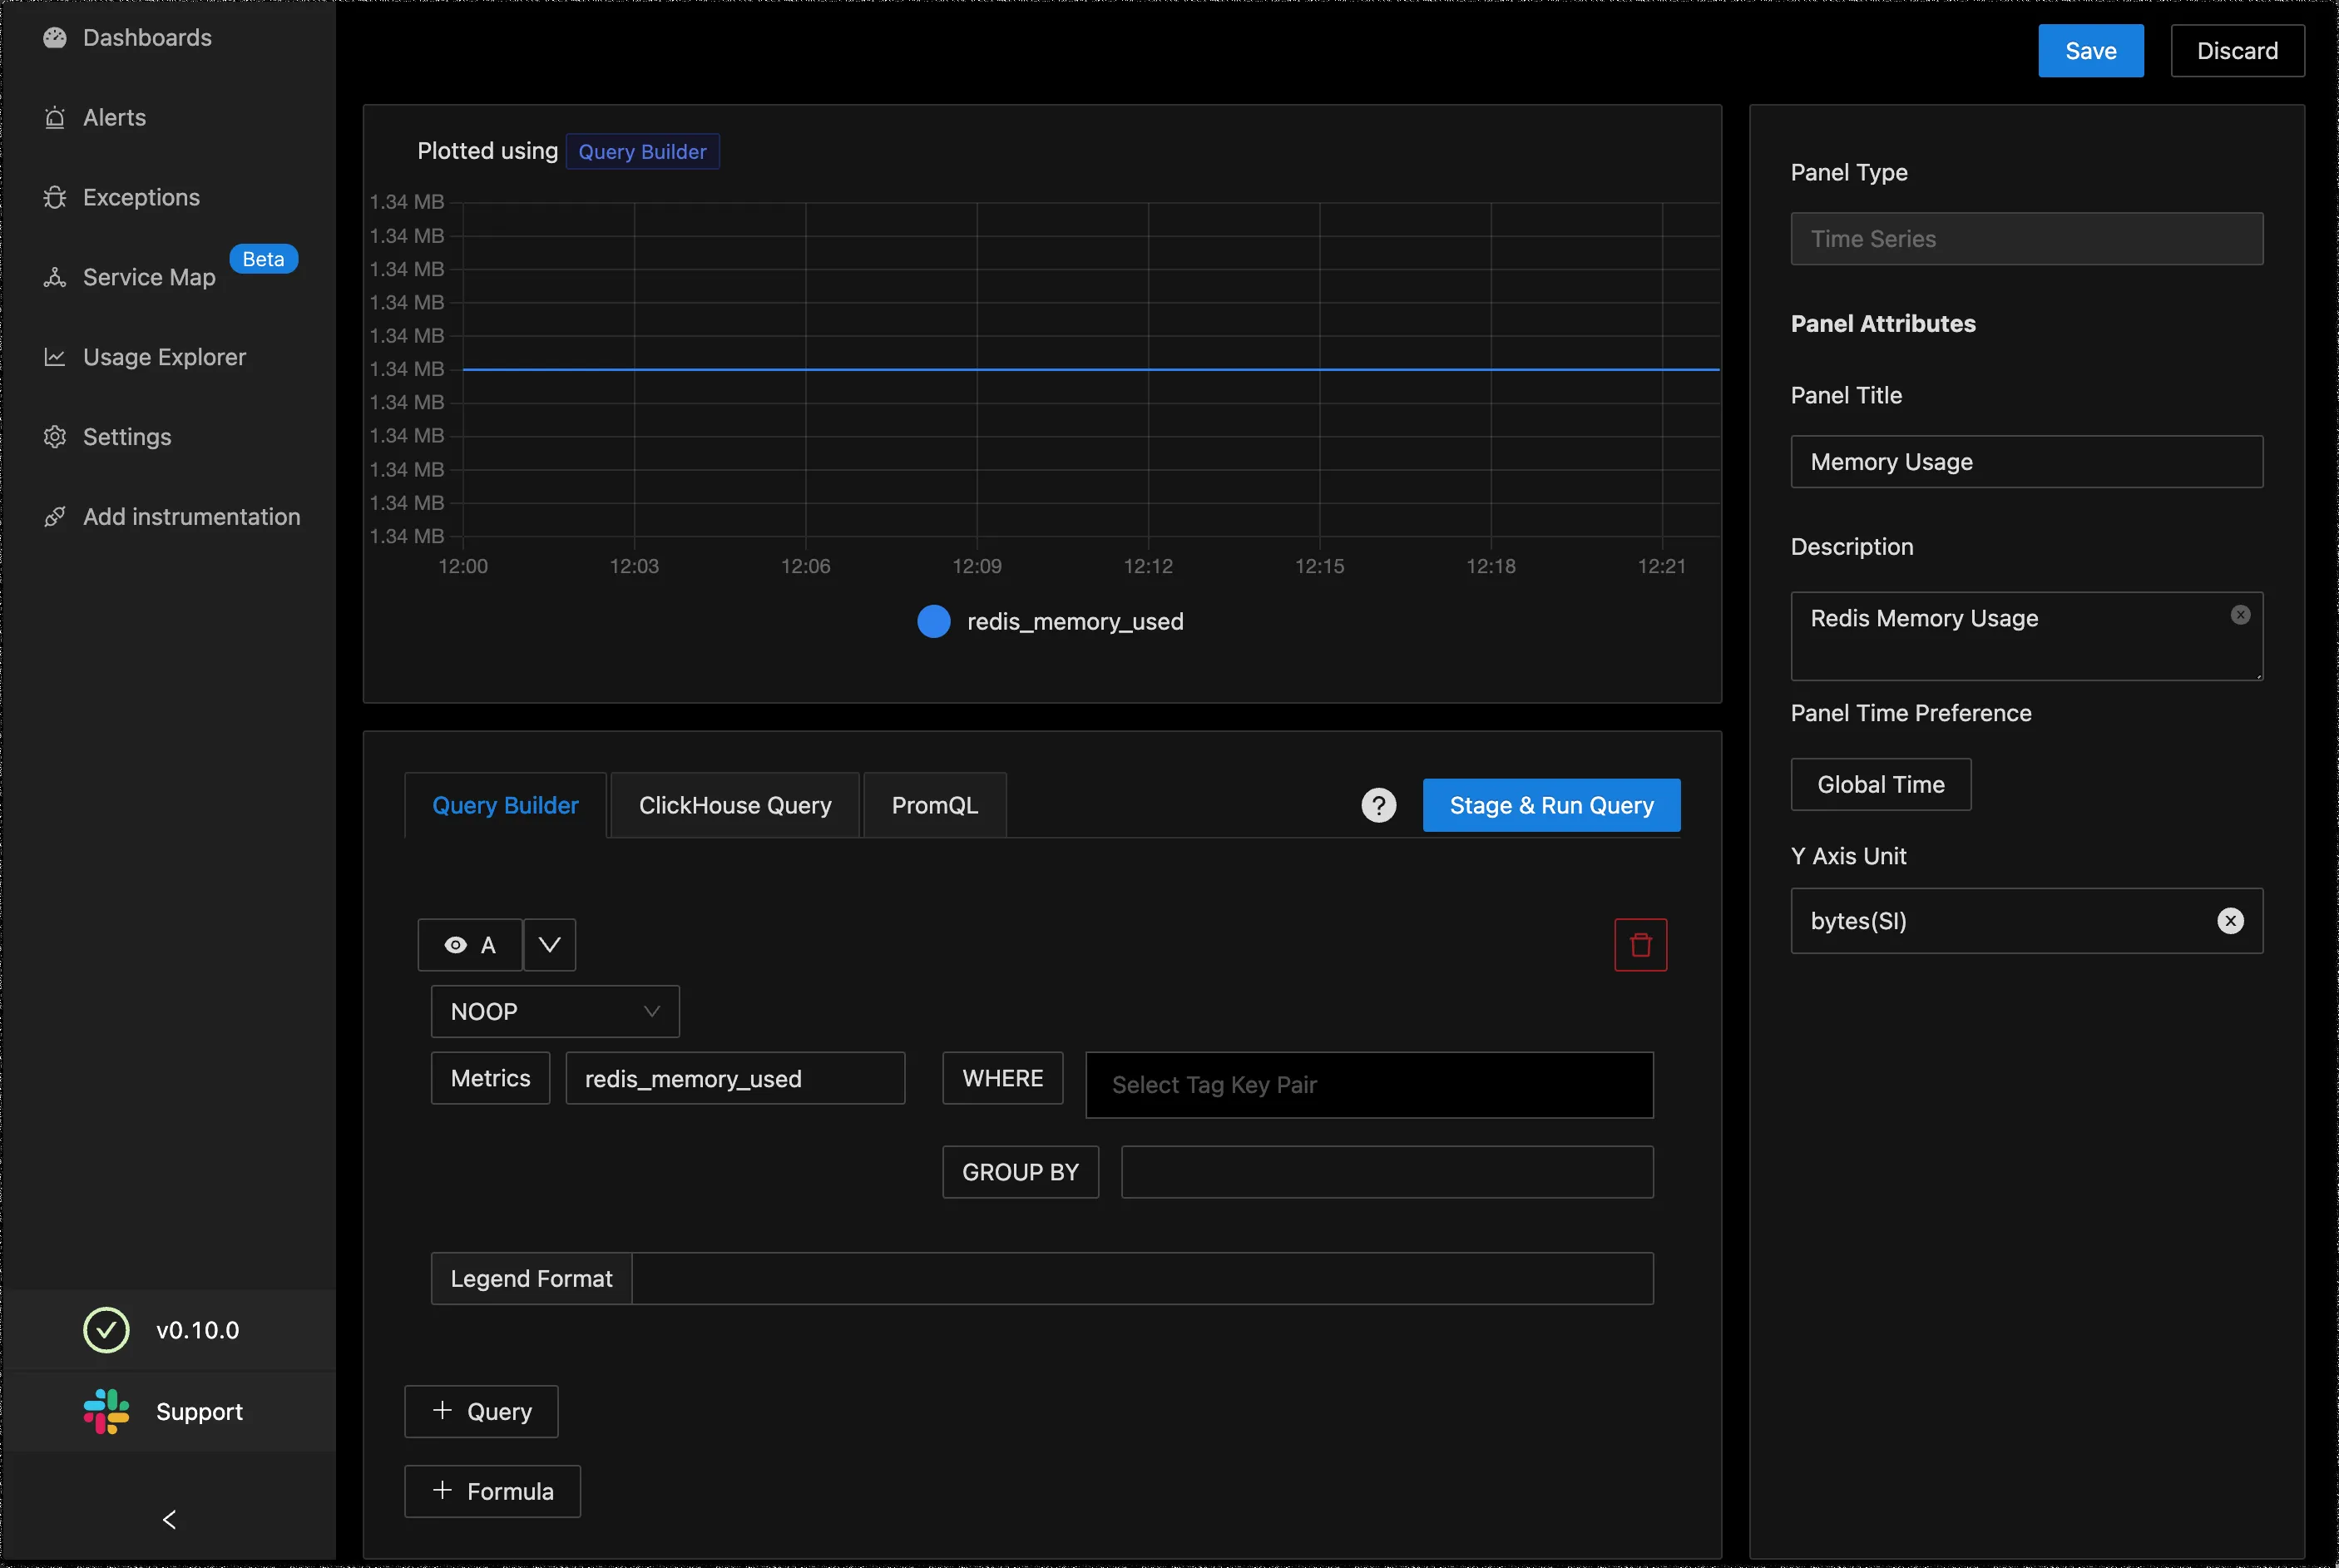 Dashboards
Alerts
Exceptions
Service Map
Beta
Usage Explorer
Settings
Add instrumentation
v0.10.0
Support
Save
Discard
Plotted using Query Builder
1.34 MB
1.34 MB
1.34 MB
1.34 MB
1.34 MB
1.34 MB
1.34 MB
1.34 MB
1.34 MB
1.34 MB
1.34 MB
12:00 12:03 12:06 12:09 12:12 12:15 12:18 12:21
redis_memory_used
Query Builder ClickHouse Query PromQL ? Stage & Run Query
A
NOOP
Metrics redis_memory_used WHERE Select Tag Key Pair
GROUP BY
Legend Format
+ Query
+ Formula
Panel Type
Time Series
Panel Attributes
Panel Title
Memory Usage
Description
Redis Memory Usage
Panel Time Preference
Global Time
Y Axis Unit
bytes(SI)